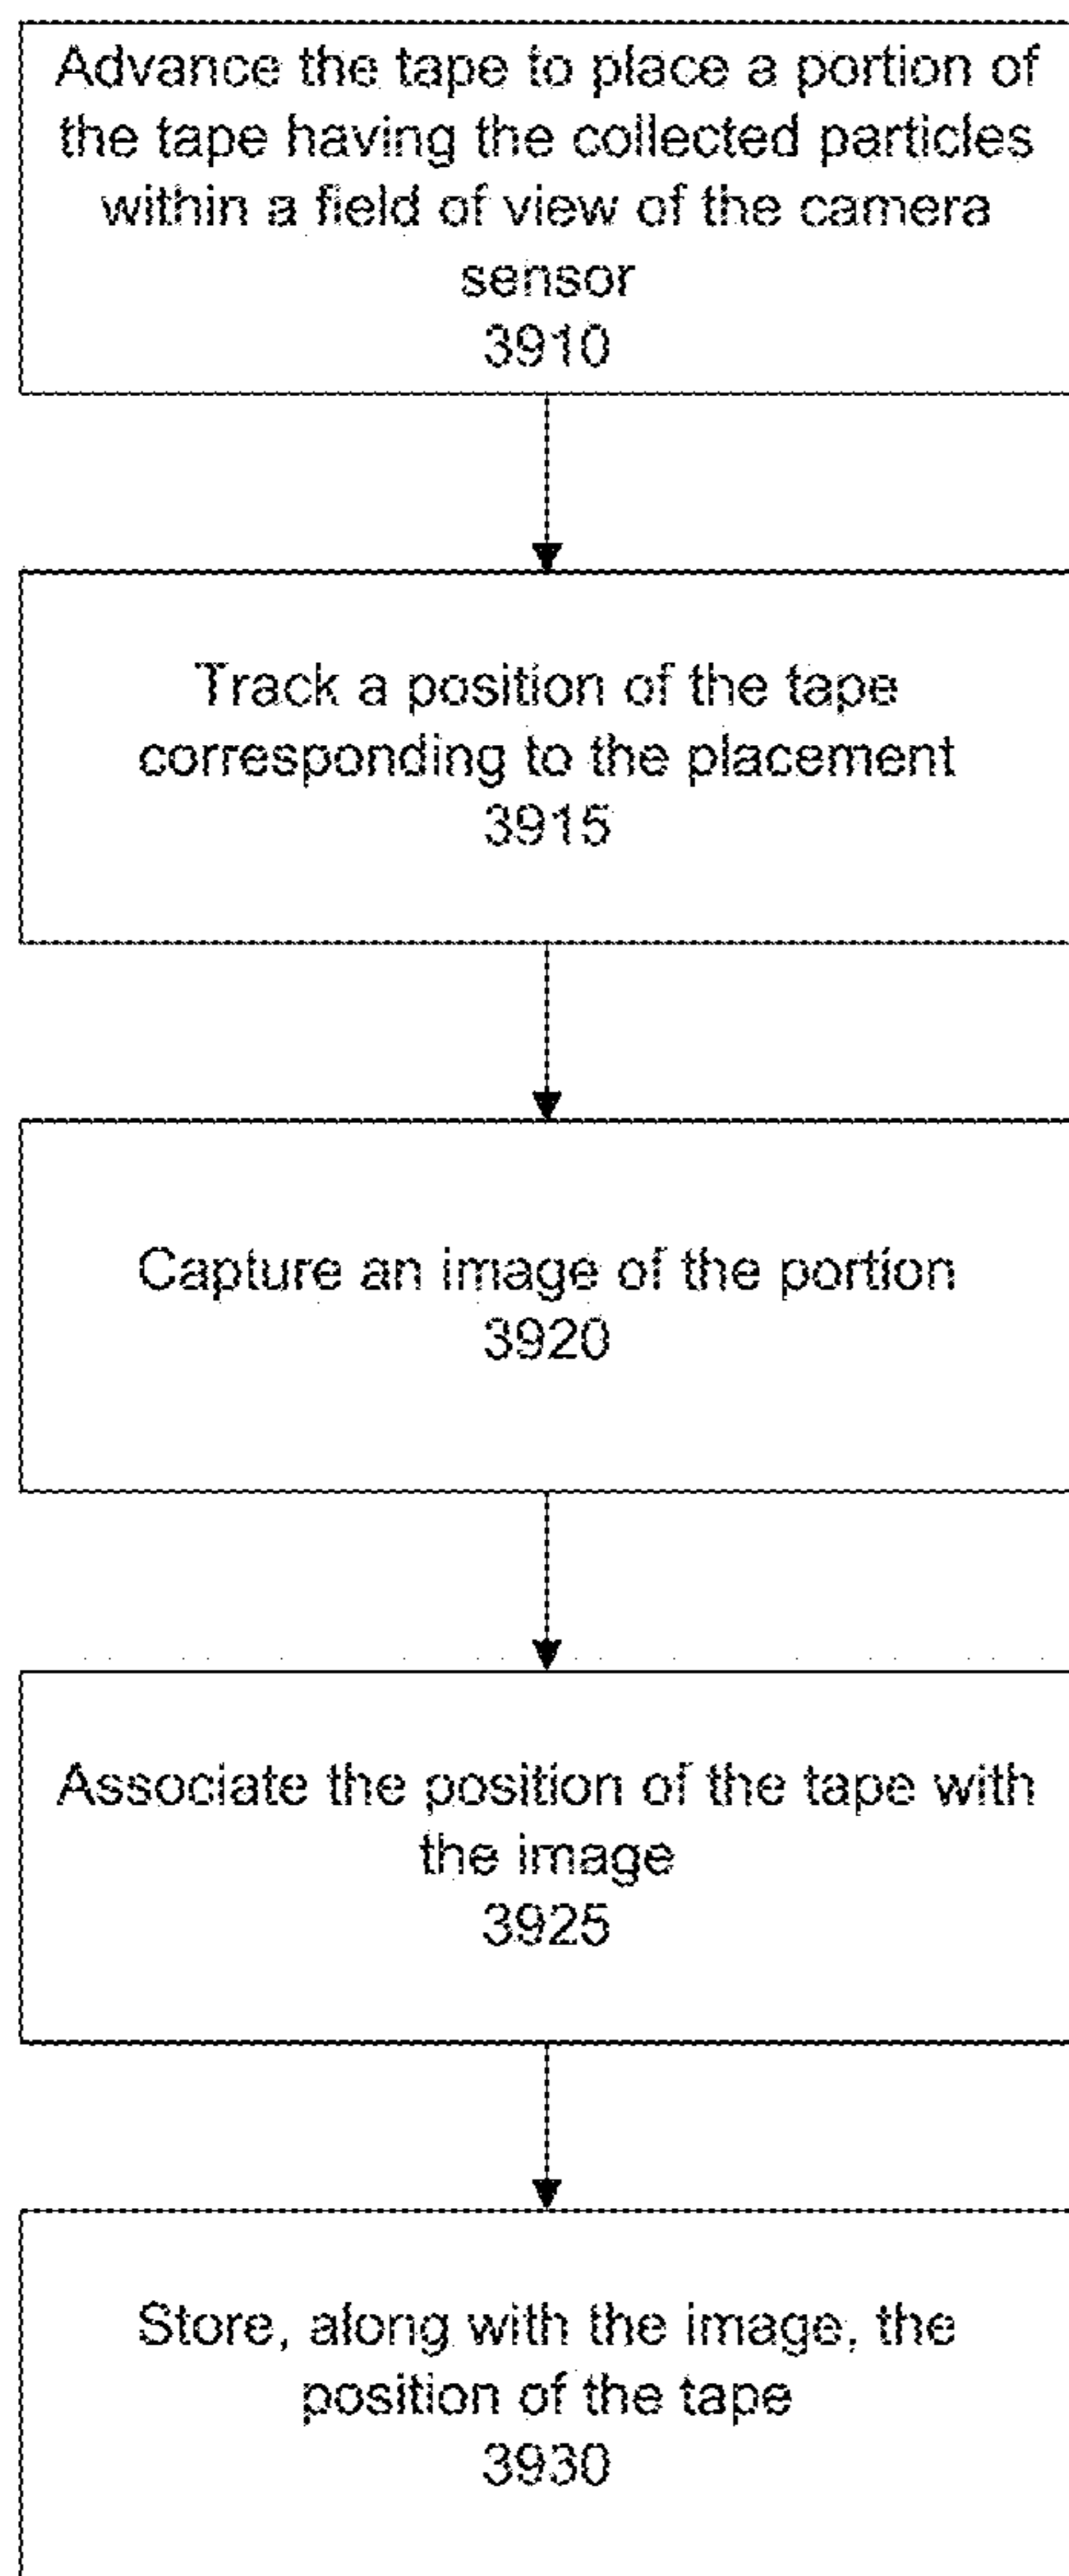 Advance the tape to place a portion of
the tape having the collected particles
within a field of view of the camera
sensor
3910
Track a position of the tape
corresponding to the placement
3915
Capture an image of the portion
3920
Associate the position of the tape with
the image
3925
Store, along with the image, the
position of the tape
3930